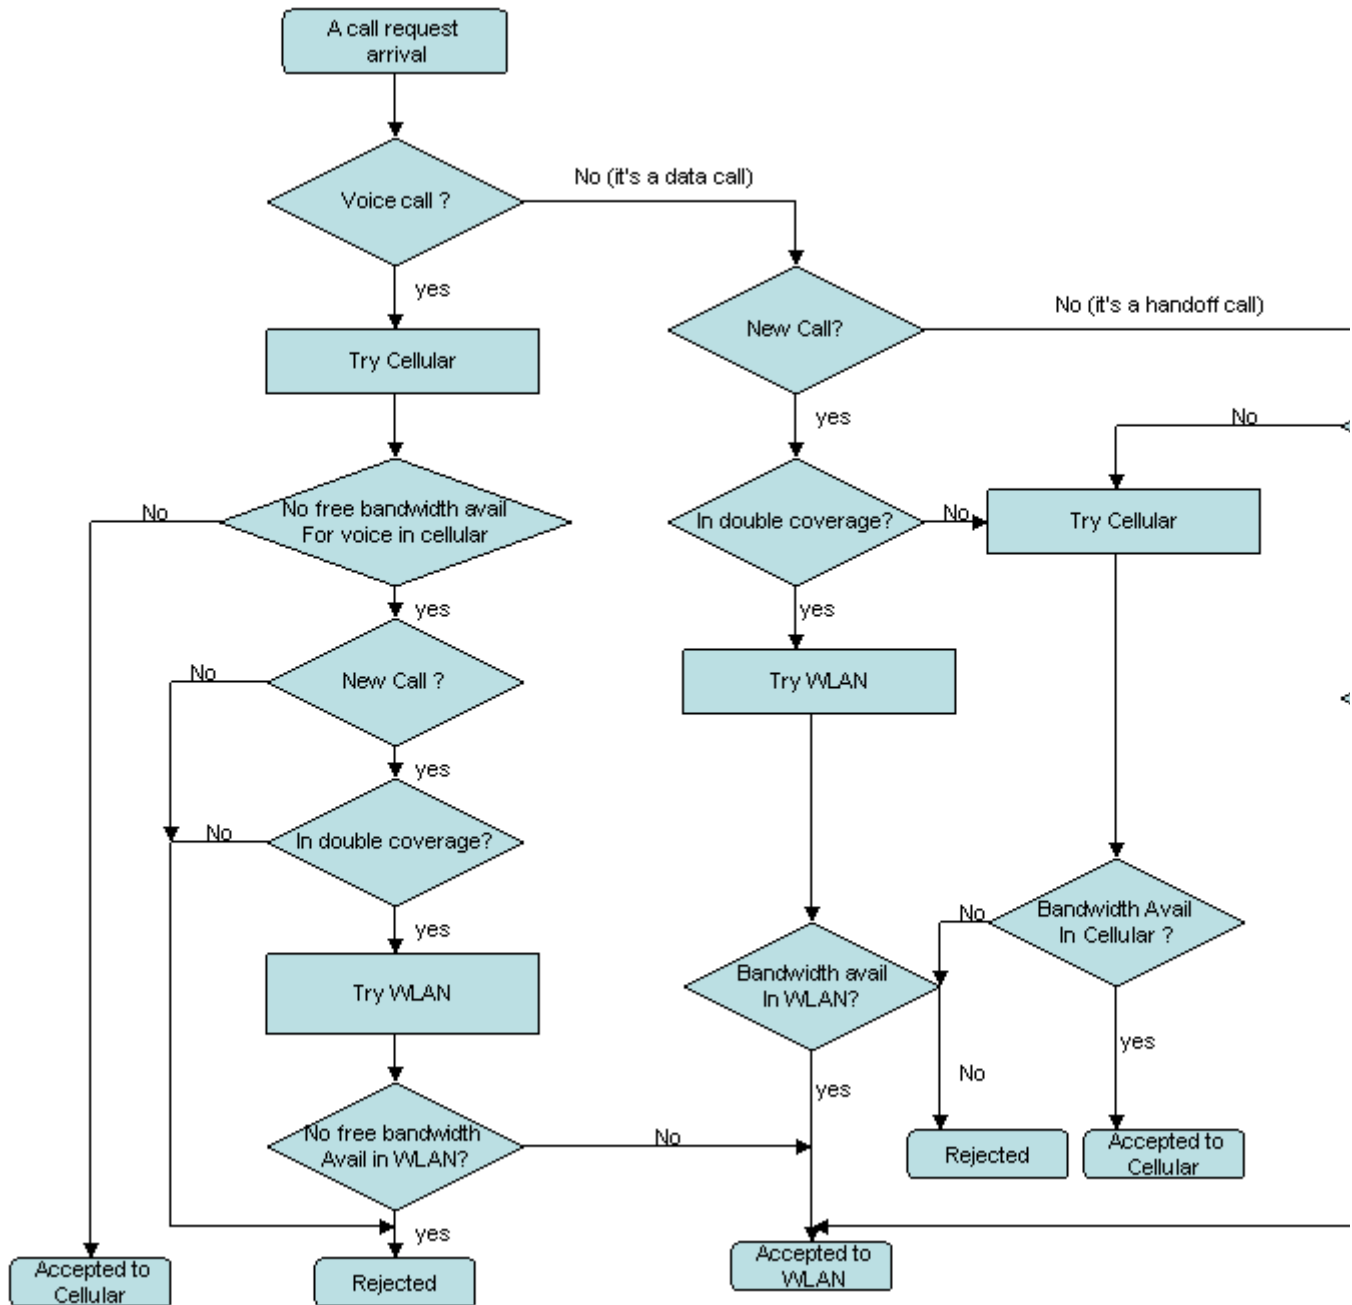 A call request
arrival
Voice call ?
No (it's a data call)
yes
New Call?
No (it's a handoff call)
Try Cellular
yes
No
No free bandwidth avail
For voice in cellular
No
In double coverage?
No
Try Cellular
yes
yes
New Call ?
No
Try WLAN
yes
In double coverage?
No
yes
Bandwidth Avail
In Cellular ?
No
Try WLAN
Bandwidth avail
In WLAN?
yes
No
yes
No free bandwidth
Avail in WLAN?
No
Rejected
Accepted to
Cellular
yes
Accepted to
Cellular
Rejected
Accepted to
WLAN